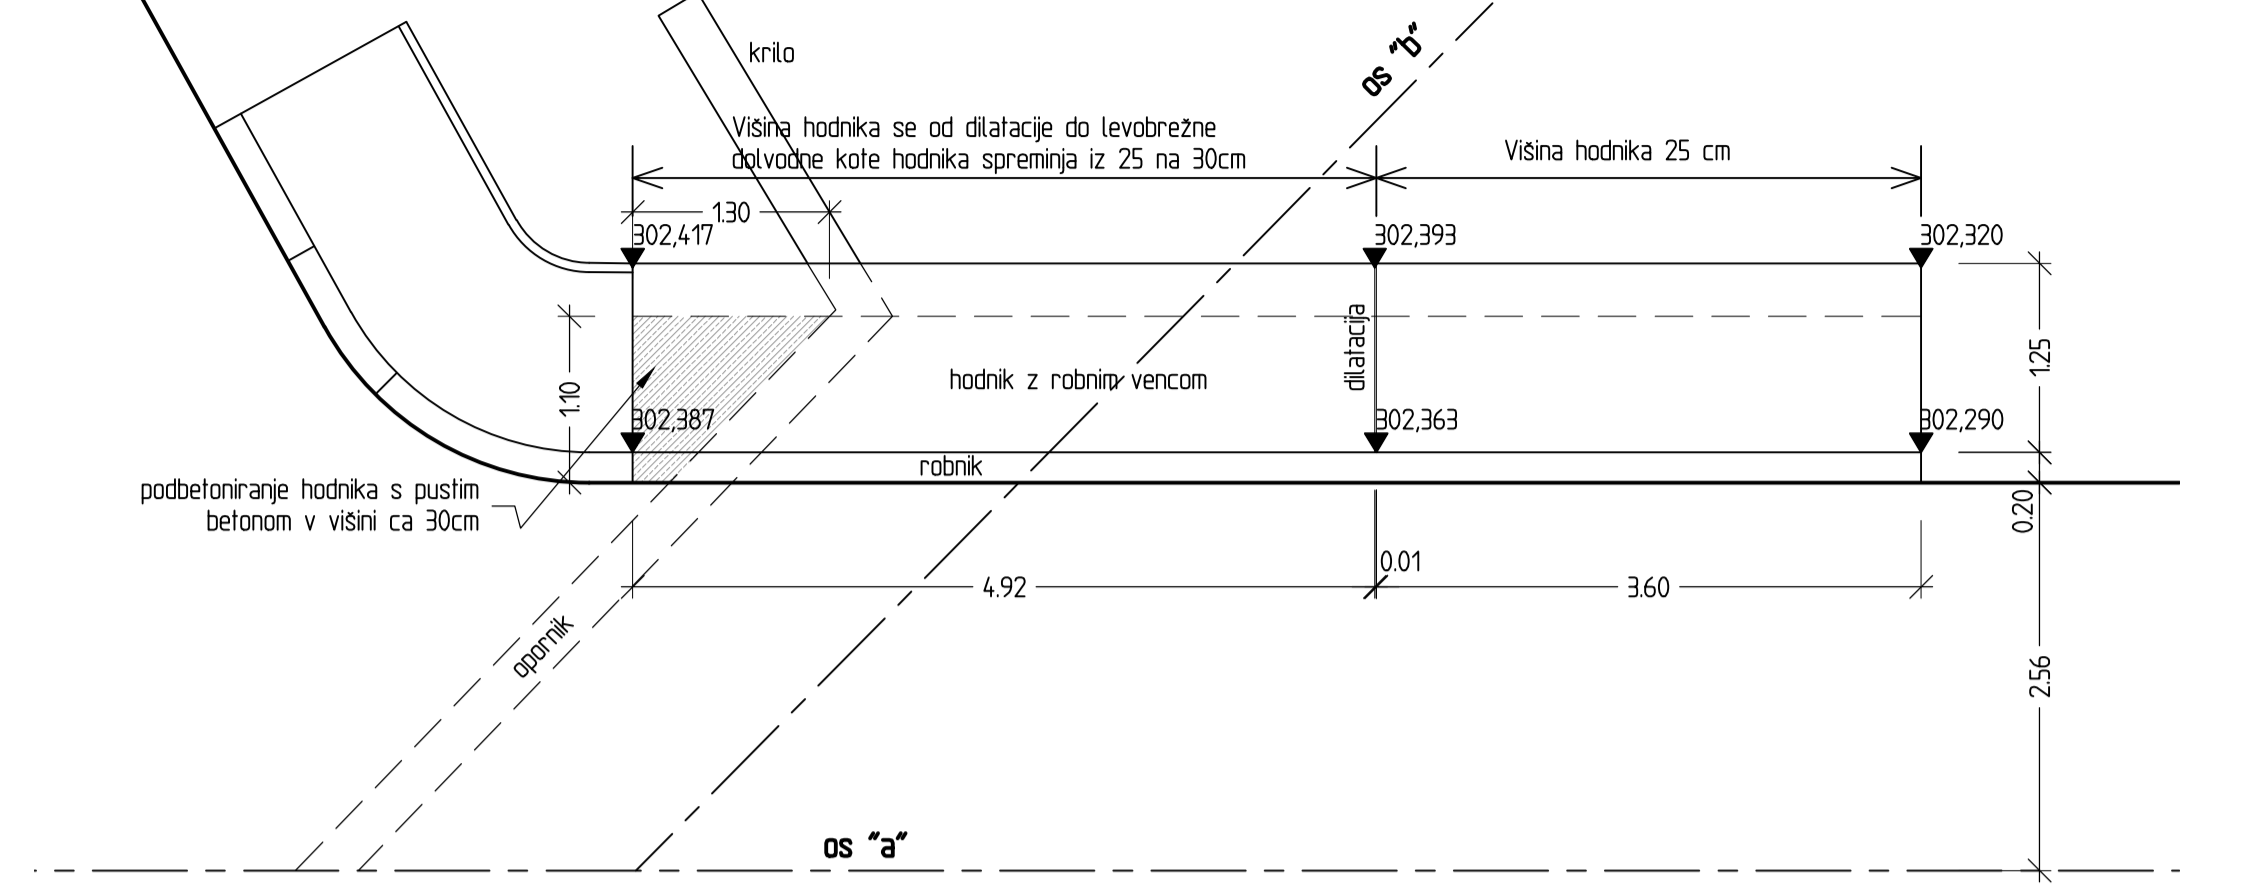 krilo
os "b"
Višina hodnika se od dilatacije do levobrežne
dolvodne kote hodnika spreminja iz 25 na 30cm
Višina hodnika 25 cm
1.30
302,417
302,393
302,320
1.10
dilatacija
1.25
hodnik z robnim vencom
302,387
302,363
302,290
robnik
podbetoniranje hodnika s pustim
betonom v višini ca 30cm
0.20
0.01
4.92
3.60
opornik
2.56
os "a"